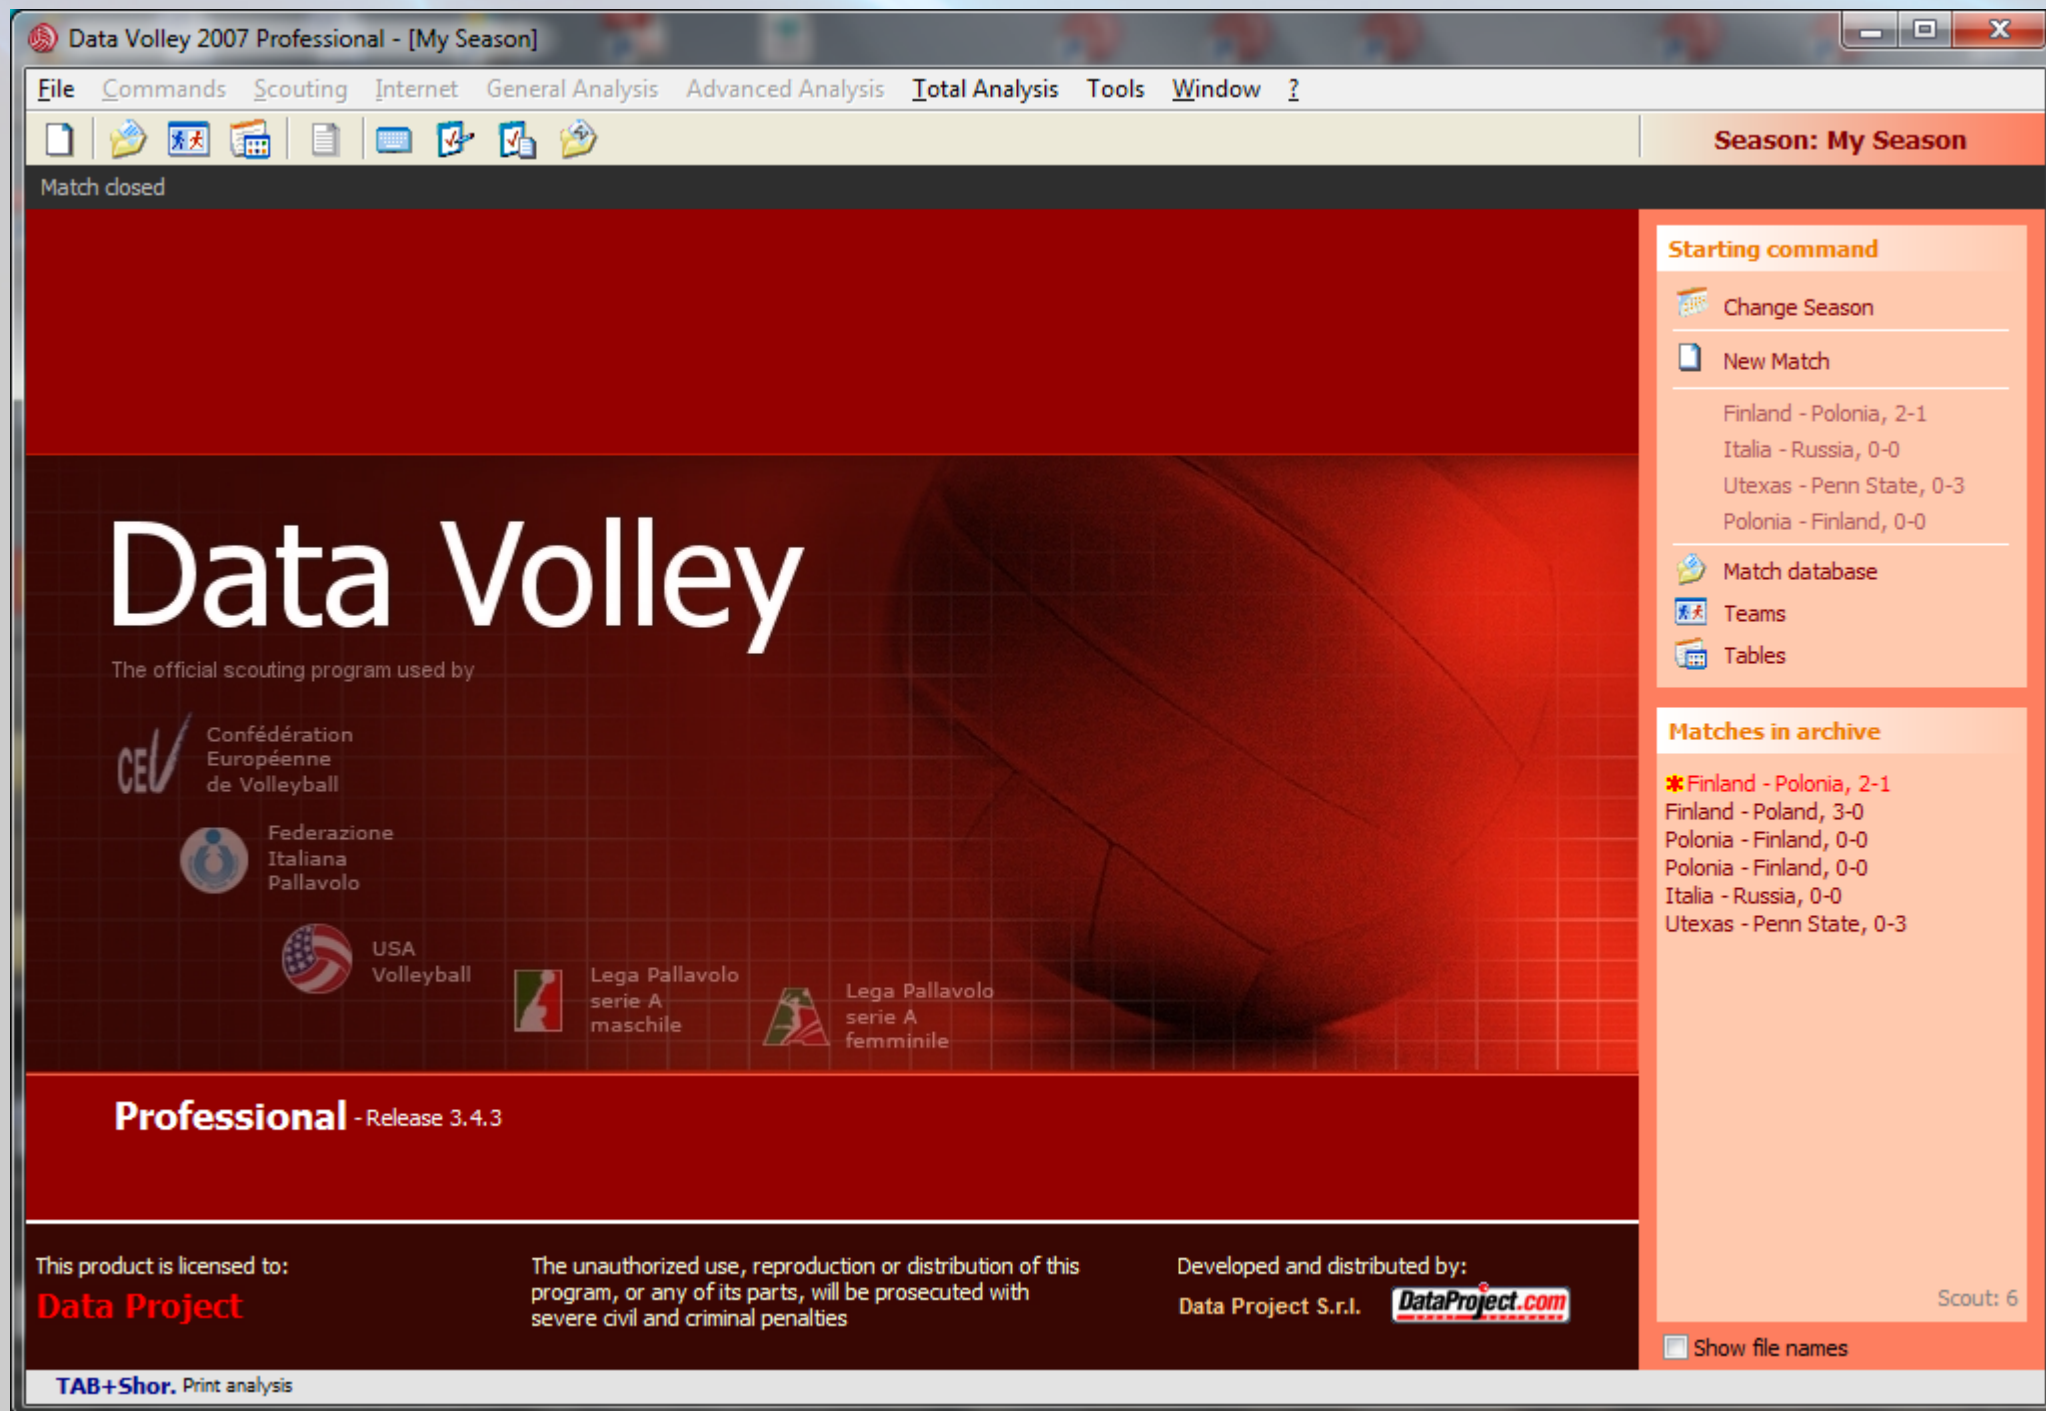 Data Volley 2007 Professional - [My Season]
File Commands Scouting Internet General Analysis Advanced Analysis Total Analysis Tools Window ?
Season: My Season
Match closed
Data Volley
The official scouting program used by
CEV
Confédération
Européenne
de Volleyball
Federazione
Italiana
Pallavolo
USA
Volleyball
Lega Pallavolo
serie A
maschile
Lega Pallavolo
serie A
femminile
Professional - Release 3.4.3
This product is licensed to:
Data Project
The unauthorized use, reproduction or distribution of this
program, or any of its parts, will be prosecuted with
severe civil and criminal penalties
Developed and distributed by:
Data Project S.r.l. DataProject.com
Starting command
Change Season
New Match
Finland - Polonia, 2-1
Italia - Russia, 0-0
Utexas - Penn State, 0-3
Polonia - Finland, 0-0
Match database
Teams
Tables
Matches in archive
Finland - Polonia, 2-1
Finland - Poland, 3-0
Polonia - Finland, 0-0
Polonia - Finland, 0-0
Italia - Russia, 0-0
Utexas - Penn State, 0-3
Scout: 6
Show file names
TAB+Shor. Print analysis